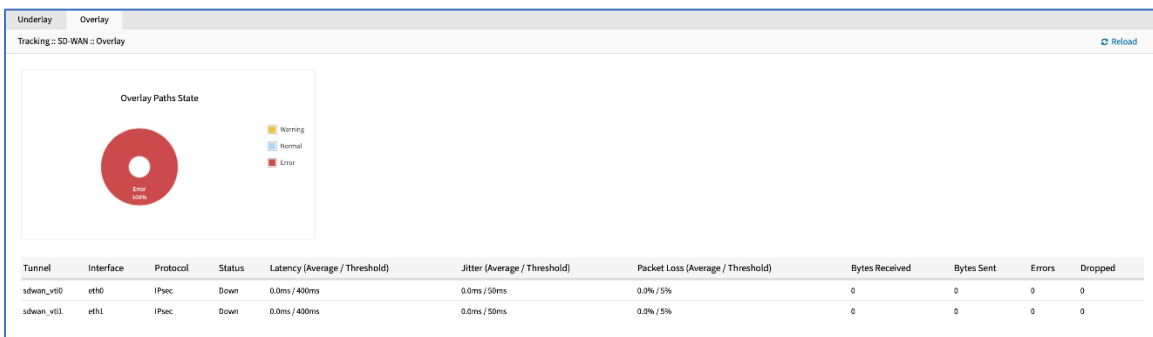 Underlay Overlay
Tracking :: SD-WAN :: Overlay Reload
Overlay Paths State
Warning
Normal
Error
Error
100%
Tunnel Interface Protocol Status Latency (Average / Threshold) Jitter (Average / Threshold) Packet Loss (Average / Threshold) Bytes Received Bytes Sent Errors Dropped
sdwan_vti0 eth0 IPsec Down 0.0ms / 400ms 0.0ms / 50ms 0.0% / 5% 0 0 0 0
sdwan_vti1 eth1 IPsec Down 0.0ms / 400ms 0.0ms / 50ms 0.0% / 5% 0 0 0 0